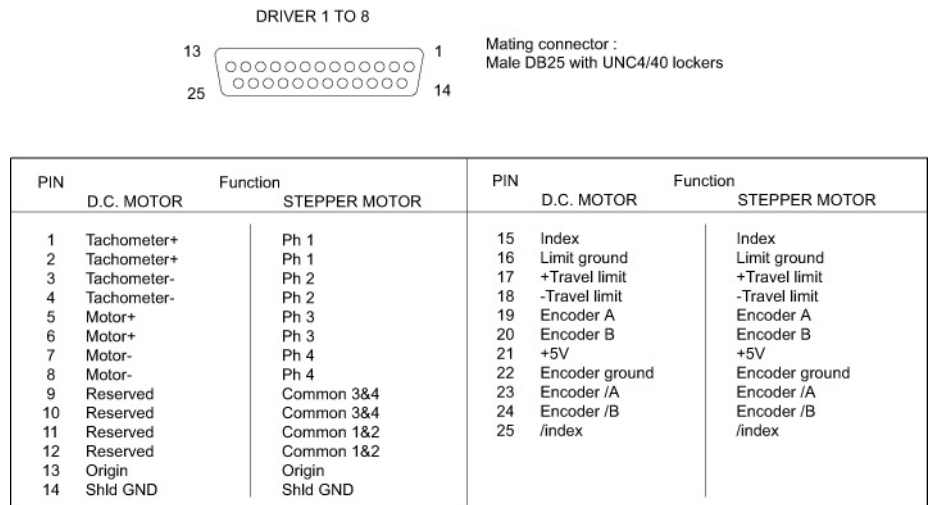 DRIVER 1 TO 8
13 1
25 14
Mating connector :
Male DB25 with UNC4/40 lockers
PIN Function
D.C. MOTOR STEPPER MOTOR
1 Tachometer+ Ph 1
2 Tachometer+ Ph 1
3 Tachometer- Ph 2
4 Tachometer- Ph 2
5 Motor+ Ph 3
6 Motor+ Ph 3
7 Motor- Ph 4
8 Motor- Ph 4
9 Reserved Common 3&4
10 Reserved Common 3&4
11 Reserved Common 1&2
12 Reserved Common 1&2
13 Origin Origin
14 Shld GND Shld GND
PIN Function
D.C. MOTOR STEPPER MOTOR
15 Index Index
16 Limit ground Limit ground
17 +Travel limit +Travel limit
18 -Travel limit -Travel limit
19 Encoder A Encoder A
20 Encoder B Encoder B
21 +5V +5V
22 Encoder ground Encoder ground
23 Encoder /A Encoder /A
24 Encoder /B Encoder /B
25 /index /index